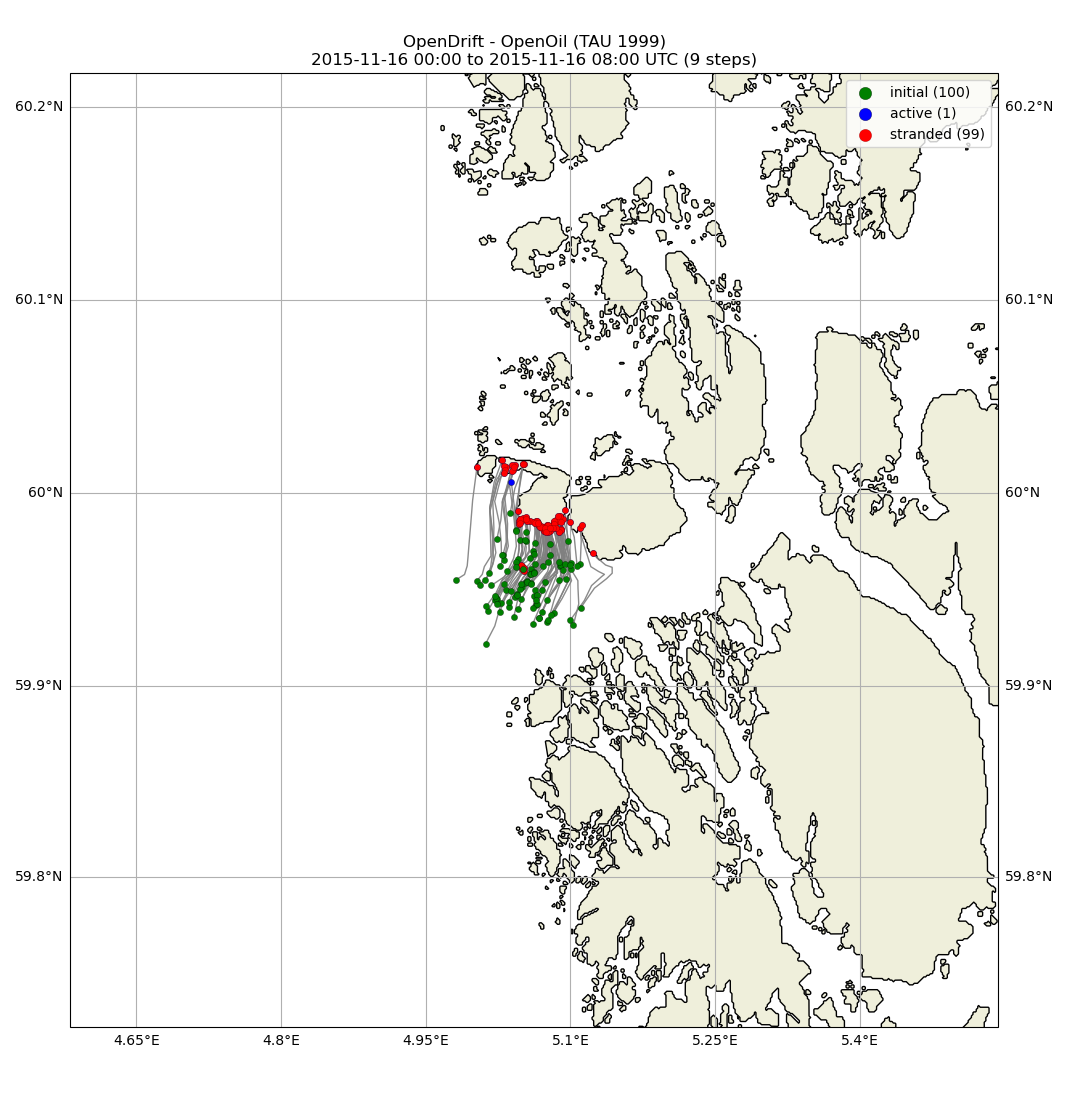 OpenDrift - OpenOil (TAU 1999)
2015-11-16 00:00 to 2015-11-16 08:00 UTC (9 steps)
initial (100)
active (1)
stranded (99)
60.2°N 60.2°N
60.1°N 60.1°N
60°N 60°N
59.9°N 59.9°N
59.8°N 59.8°N
4.65°E 4.8°E 4.95°E 5.1°E 5.25°E 5.4°E